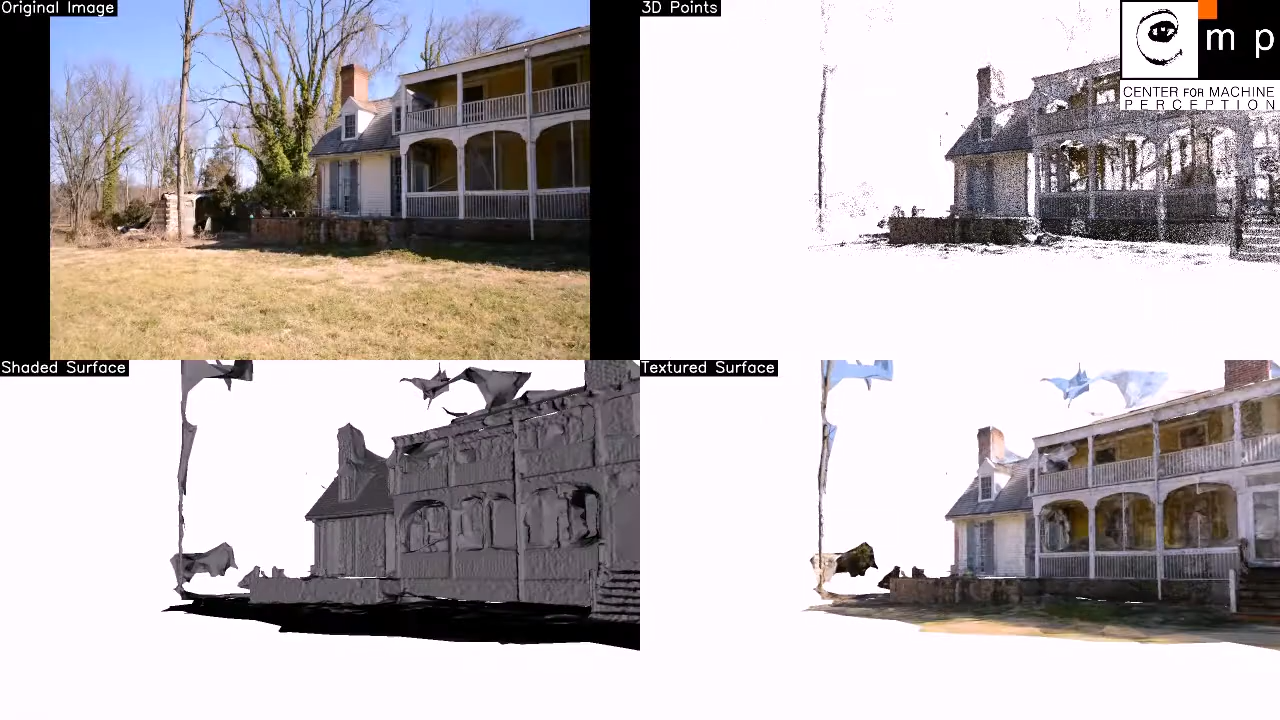 Original Image
3D Points
m p
CENTER FOR MACHINE
PERCEPTION
Shaded Surface
Textured Surface